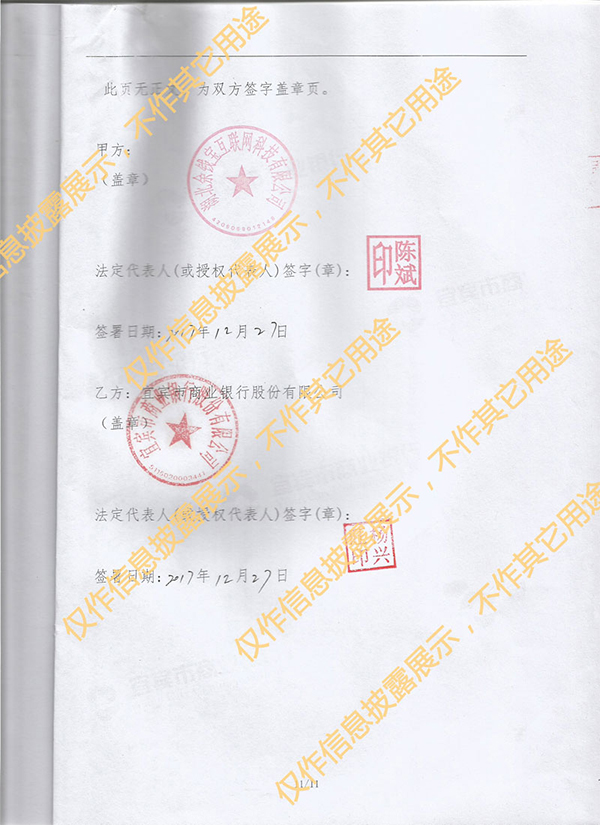 此页无正文，为双方签字盖章页。
甲方：
（盖章）
湖北余钱宝互联网科技有限公司
法定代表人(或授权代表人)签字(章)：
陈斌印
签署日期：2017年12月27日
乙方：宜宾市商业银行股份有限公司
（盖章）
宜宾市商业银行股份有限公司
法定代表人(或授权代表人)签字(章)：
签署日期：2017年12月27日
仅作信息披露展示，不作其它用途
仅作信息披露展示，不作其它用途
仅作信息披露展示，不作其它用途
仅作信息披露展示，不作其它用途
仅作信息披露展示，不作其它用途